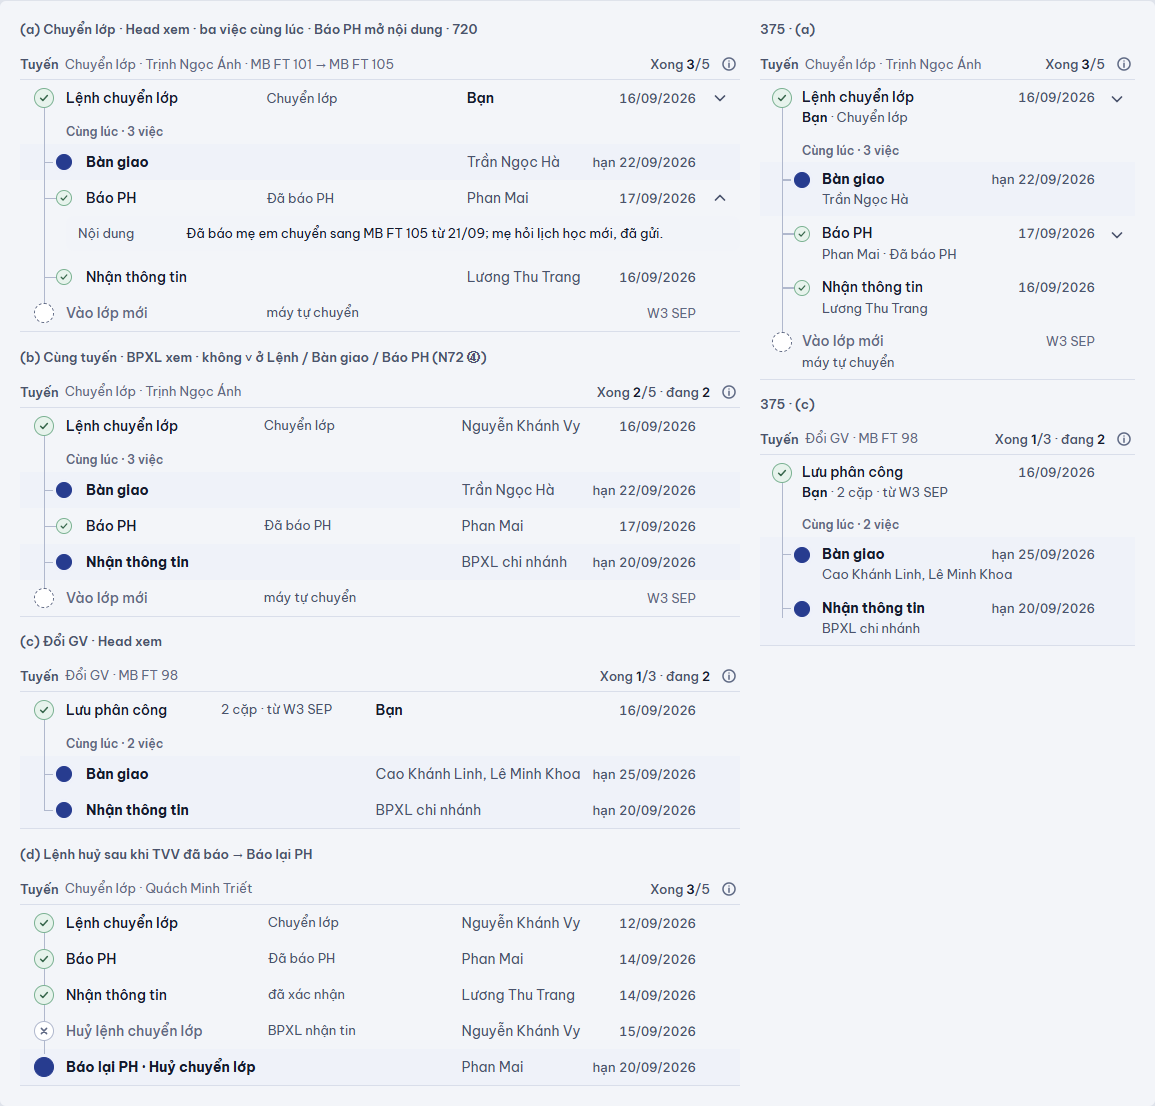 (a) Chuyển lớp · Head xem · ba việc cùng lúc · Báo PH mở nội dung · 720
Tuyến Chuyển lớp · Trịnh Ngọc Ánh · MB FT 101 → MB FT 105 Xong 3/5
Lệnh chuyển lớp Chuyển lớp Bạn 16/09/2026
Cùng lúc · 3 việc
Bàn giao Trần Ngọc Hà hạn 22/09/2026
Báo PH Đã báo PH Phan Mai 17/09/2026
Nội dung Đã báo mẹ em chuyển sang MB FT 105 từ 21/09; mẹ hỏi lịch học mới, đã gửi.
Nhận thông tin Lương Thu Trang 16/09/2026
Vào lớp mới máy tự chuyển W3 SEP
(b) Cùng tuyến · BPXL xem · không v ở Lệnh / Bàn giao / Báo PH (N72 ④)
Tuyến Chuyển lớp · Trịnh Ngọc Ánh Xong 2/5 · đang 2
Lệnh chuyển lớp Chuyển lớp Nguyễn Khánh Vy 16/09/2026
Cùng lúc · 3 việc
Bàn giao Trần Ngọc Hà hạn 22/09/2026
Báo PH Đã báo PH Phan Mai 17/09/2026
Nhận thông tin BPXL chi nhánh hạn 20/09/2026
Vào lớp mới máy tự chuyển W3 SEP
(c) Đổi GV · Head xem
Tuyến Đổi GV · MB FT 98 Xong 1/3 · đang 2
Lưu phân công 2 cặp · từ W3 SEP Bạn 16/09/2026
Cùng lúc · 2 việc
Bàn giao Cao Khánh Linh, Lê Minh Khoa hạn 25/09/2026
Nhận thông tin BPXL chi nhánh hạn 20/09/2026
(d) Lệnh huỷ sau khi TVV đã báo → Báo lại PH
Tuyến Chuyển lớp · Quách Minh Triết Xong 3/5
Lệnh chuyển lớp Chuyển lớp Nguyễn Khánh Vy 12/09/2026
Báo PH Đã báo PH Phan Mai 14/09/2026
Nhận thông tin đã xác nhận Lương Thu Trang 14/09/2026
Huỷ lệnh chuyển lớp BPXL nhận tin Nguyễn Khánh Vy 15/09/2026
Báo lại PH · Huỷ chuyển lớp Phan Mai hạn 20/09/2026
375 · (a)
Tuyến Chuyển lớp · Trịnh Ngọc Ánh Xong 3/5
Lệnh chuyển lớp 16/09/2026
Bạn · Chuyển lớp
Cùng lúc · 3 việc
Bàn giao hạn 22/09/2026
Trần Ngọc Hà
Báo PH 17/09/2026
Phan Mai · Đã báo PH
Nhận thông tin 16/09/2026
Lương Thu Trang
Vào lớp mới W3 SEP
máy tự chuyển
375 · (c)
Tuyến Đổi GV · MB FT 98 Xong 1/3 · đang 2
Lưu phân công 16/09/2026
Bạn · 2 cặp · từ W3 SEP
Cùng lúc · 2 việc
Bàn giao hạn 25/09/2026
Cao Khánh Linh, Lê Minh Khoa
Nhận thông tin hạn 20/09/2026
BPXL chi nhánh